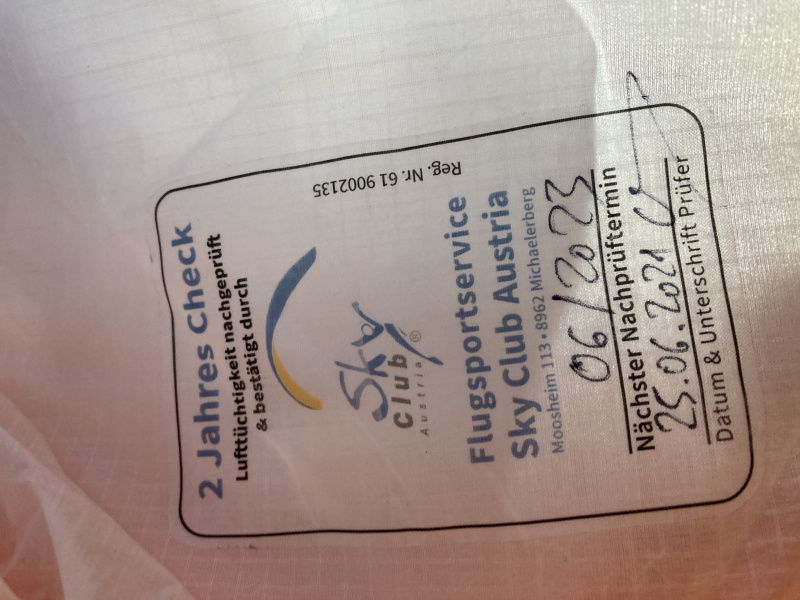 2 Jahres Check
Lufttüchtigkeit nachgeprüft
& bestätigt durch
Reg. Nr. 61 9002135
Sky
Club
Austria
®
Flugsportservice
Sky Club Austria
Moosheim 113 • 8962 Michaelerberg
06/2023
Nächster Nachprüftermin
25.06.2021
Datum & Unterschrift Prüfer